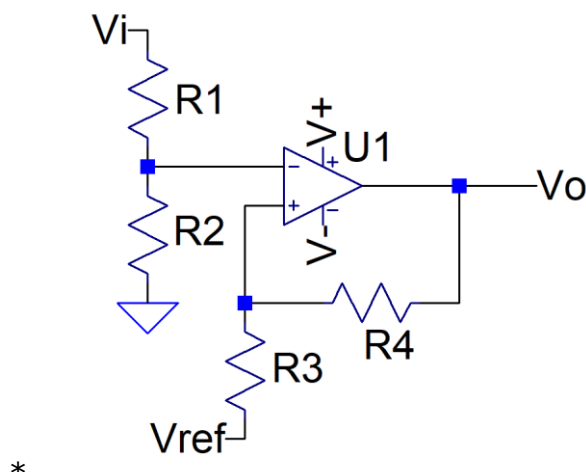 Vi
R1
V+
U1
-
+
+
-
Vo
R2
V-
R4
R3
Vref
*